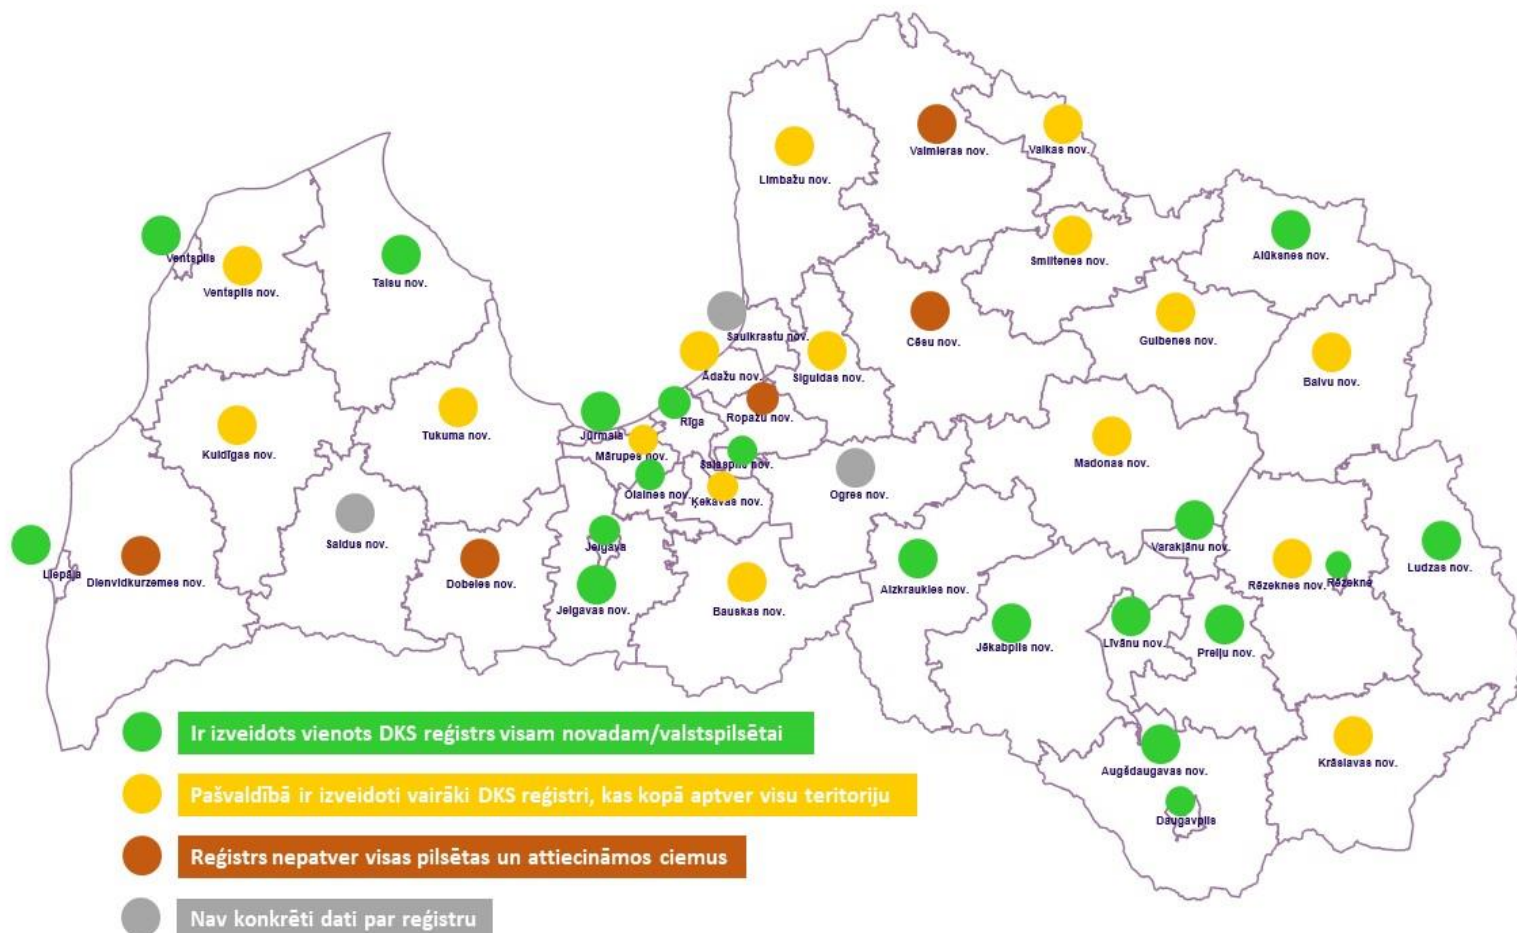 Valmieras nov.
Valkas nov.
Limbažu nov.
Ventspils
Smiltenes nov.
Alūksnes nov.
Talsu nov.
Ventspils nov.
Saulkrastu nov.
Cēsu nov.
Gulbenes nov.
Ādažu nov.
Siguldas nov.
Balvu nov.
Rīga
Ropažu nov.
Jūrmala
Tukuma nov.
Kuldīgas nov.
Mārupes nov.
Salaspils nov.
Madonas nov.
Olaines nov.
Ķekavas nov.
Ogres nov.
Saldus nov.
Jelgava
Varakļānu nov.
Liepāja
Dienvidkurzemes nov.
Dobeles nov.
Aizkraukles nov.
Rēzeknes nov.
Rēzekne
Ludzas nov.
Jelgavas nov.
Bauskas nov.
Jēkabpils nov.
Līvānu nov.
Preiļu nov.
Augšdaugavas nov.
Krāslavas nov.
Daugavpils
Ir izveidots vienots DKS reģistrs visam novadam/valstspilsētai
Pašvaldībā ir izveidoti vairāki DKS reģistri, kas kopā aptver visu teritoriju
Reģistrs nepatver visas pilsētas un attiecināmos ciemus
Nav konkrēti dati par reģistru